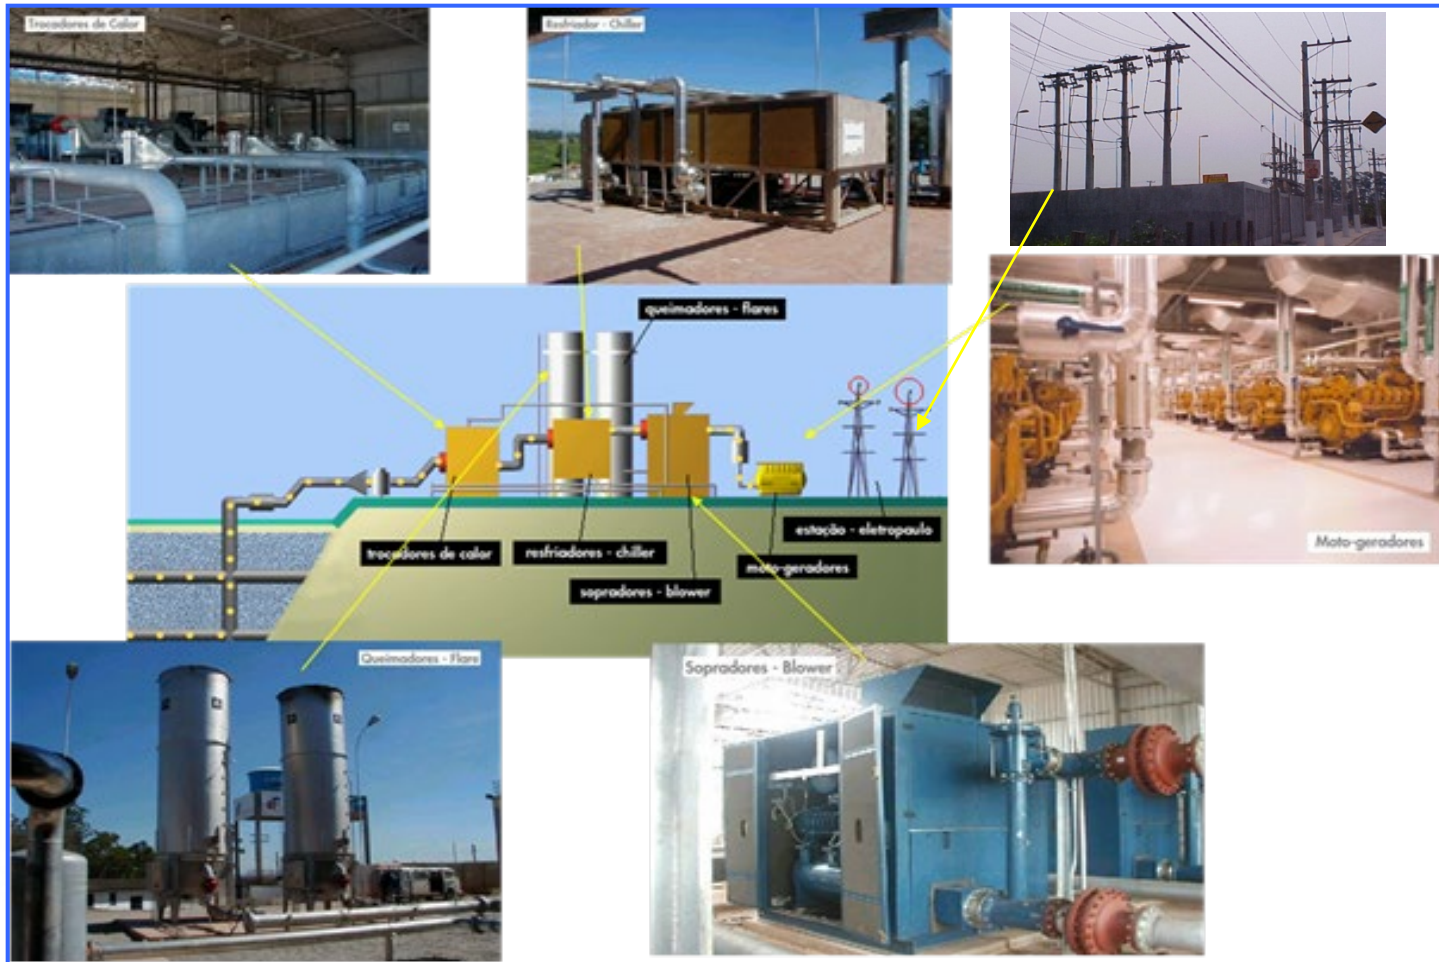 Trocadores de Calor
Resfriador - Chiller
queimadores - flares
estação - eletropaulo
trocadores de calor
resfriadores - chiller
moto-geradores
sopradores - blower
Moto-geradores
Queimadores - Flare
Sopradores - Blower